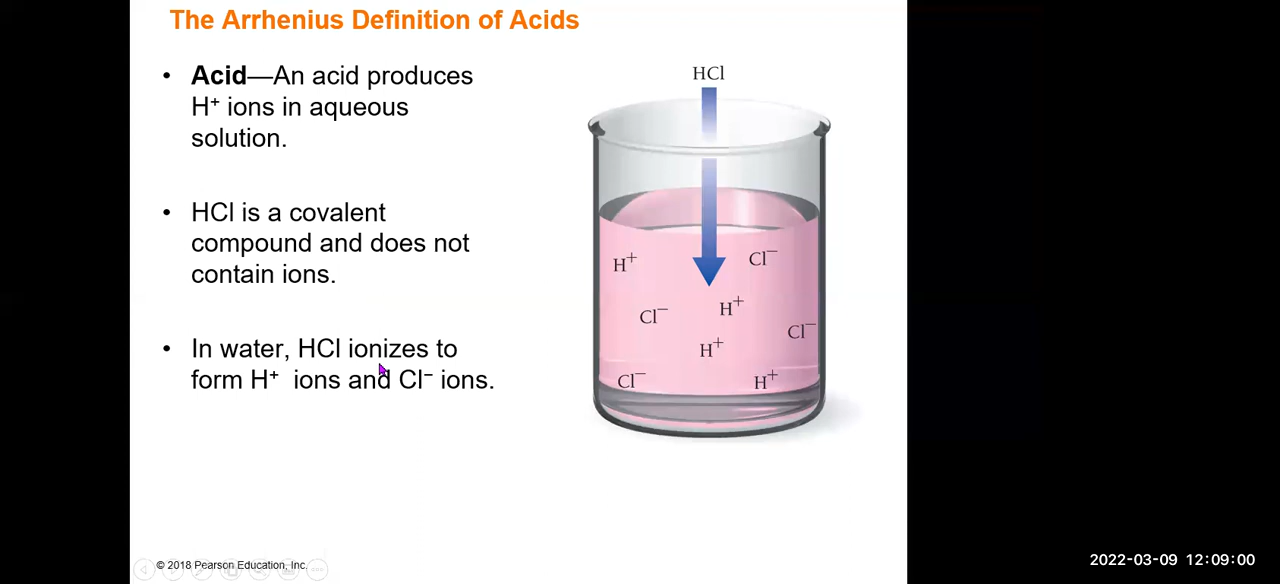 The Arrhenius Definition of Acids
• Acid—An acid produces
H⁺ ions in aqueous
solution.
• HCl is a covalent
compound and does not
contain ions.
• In water, HCl ionizes to
form H⁺ ions and Cl⁻ ions.
HCl
H⁺
Cl⁻
Cl⁻
H⁺
Cl⁻
H⁺
Cl⁻
H⁺
© 2018 Pearson Education, Inc.
2022-03-09 12:09:00